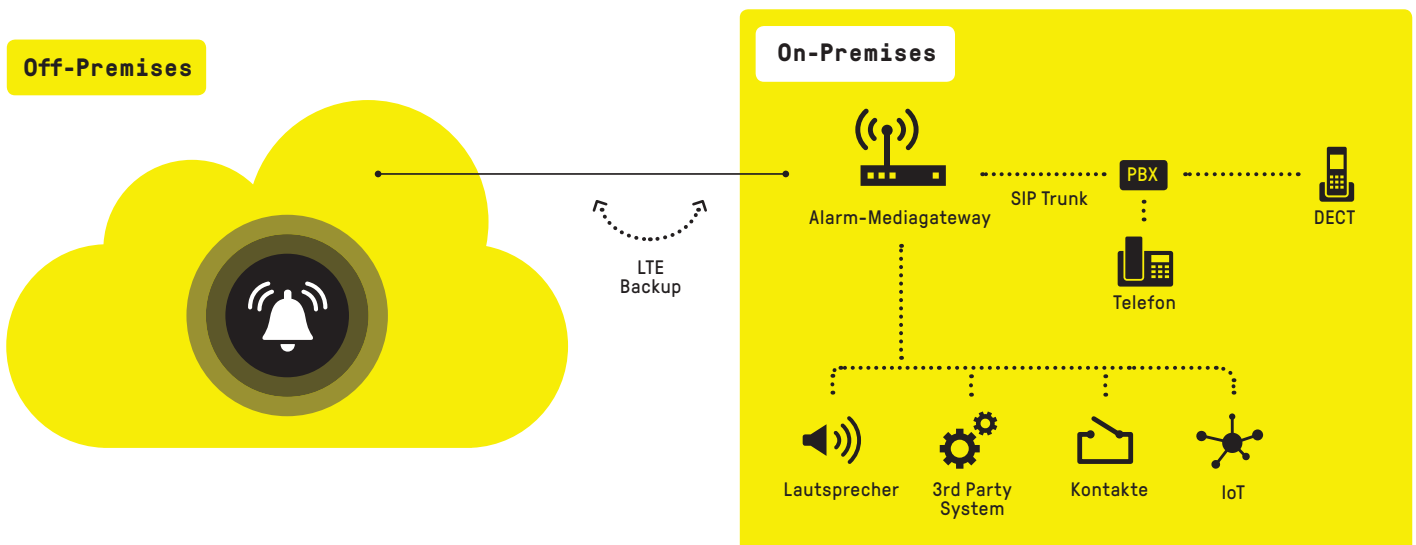 Off-Premises
On-Premises
PBX
SIP Trunk
Alarm-Mediagateway
DECT
LTE
Backup
Telefon
Lautsprecher
3rd Party
System
Kontakte
IoT